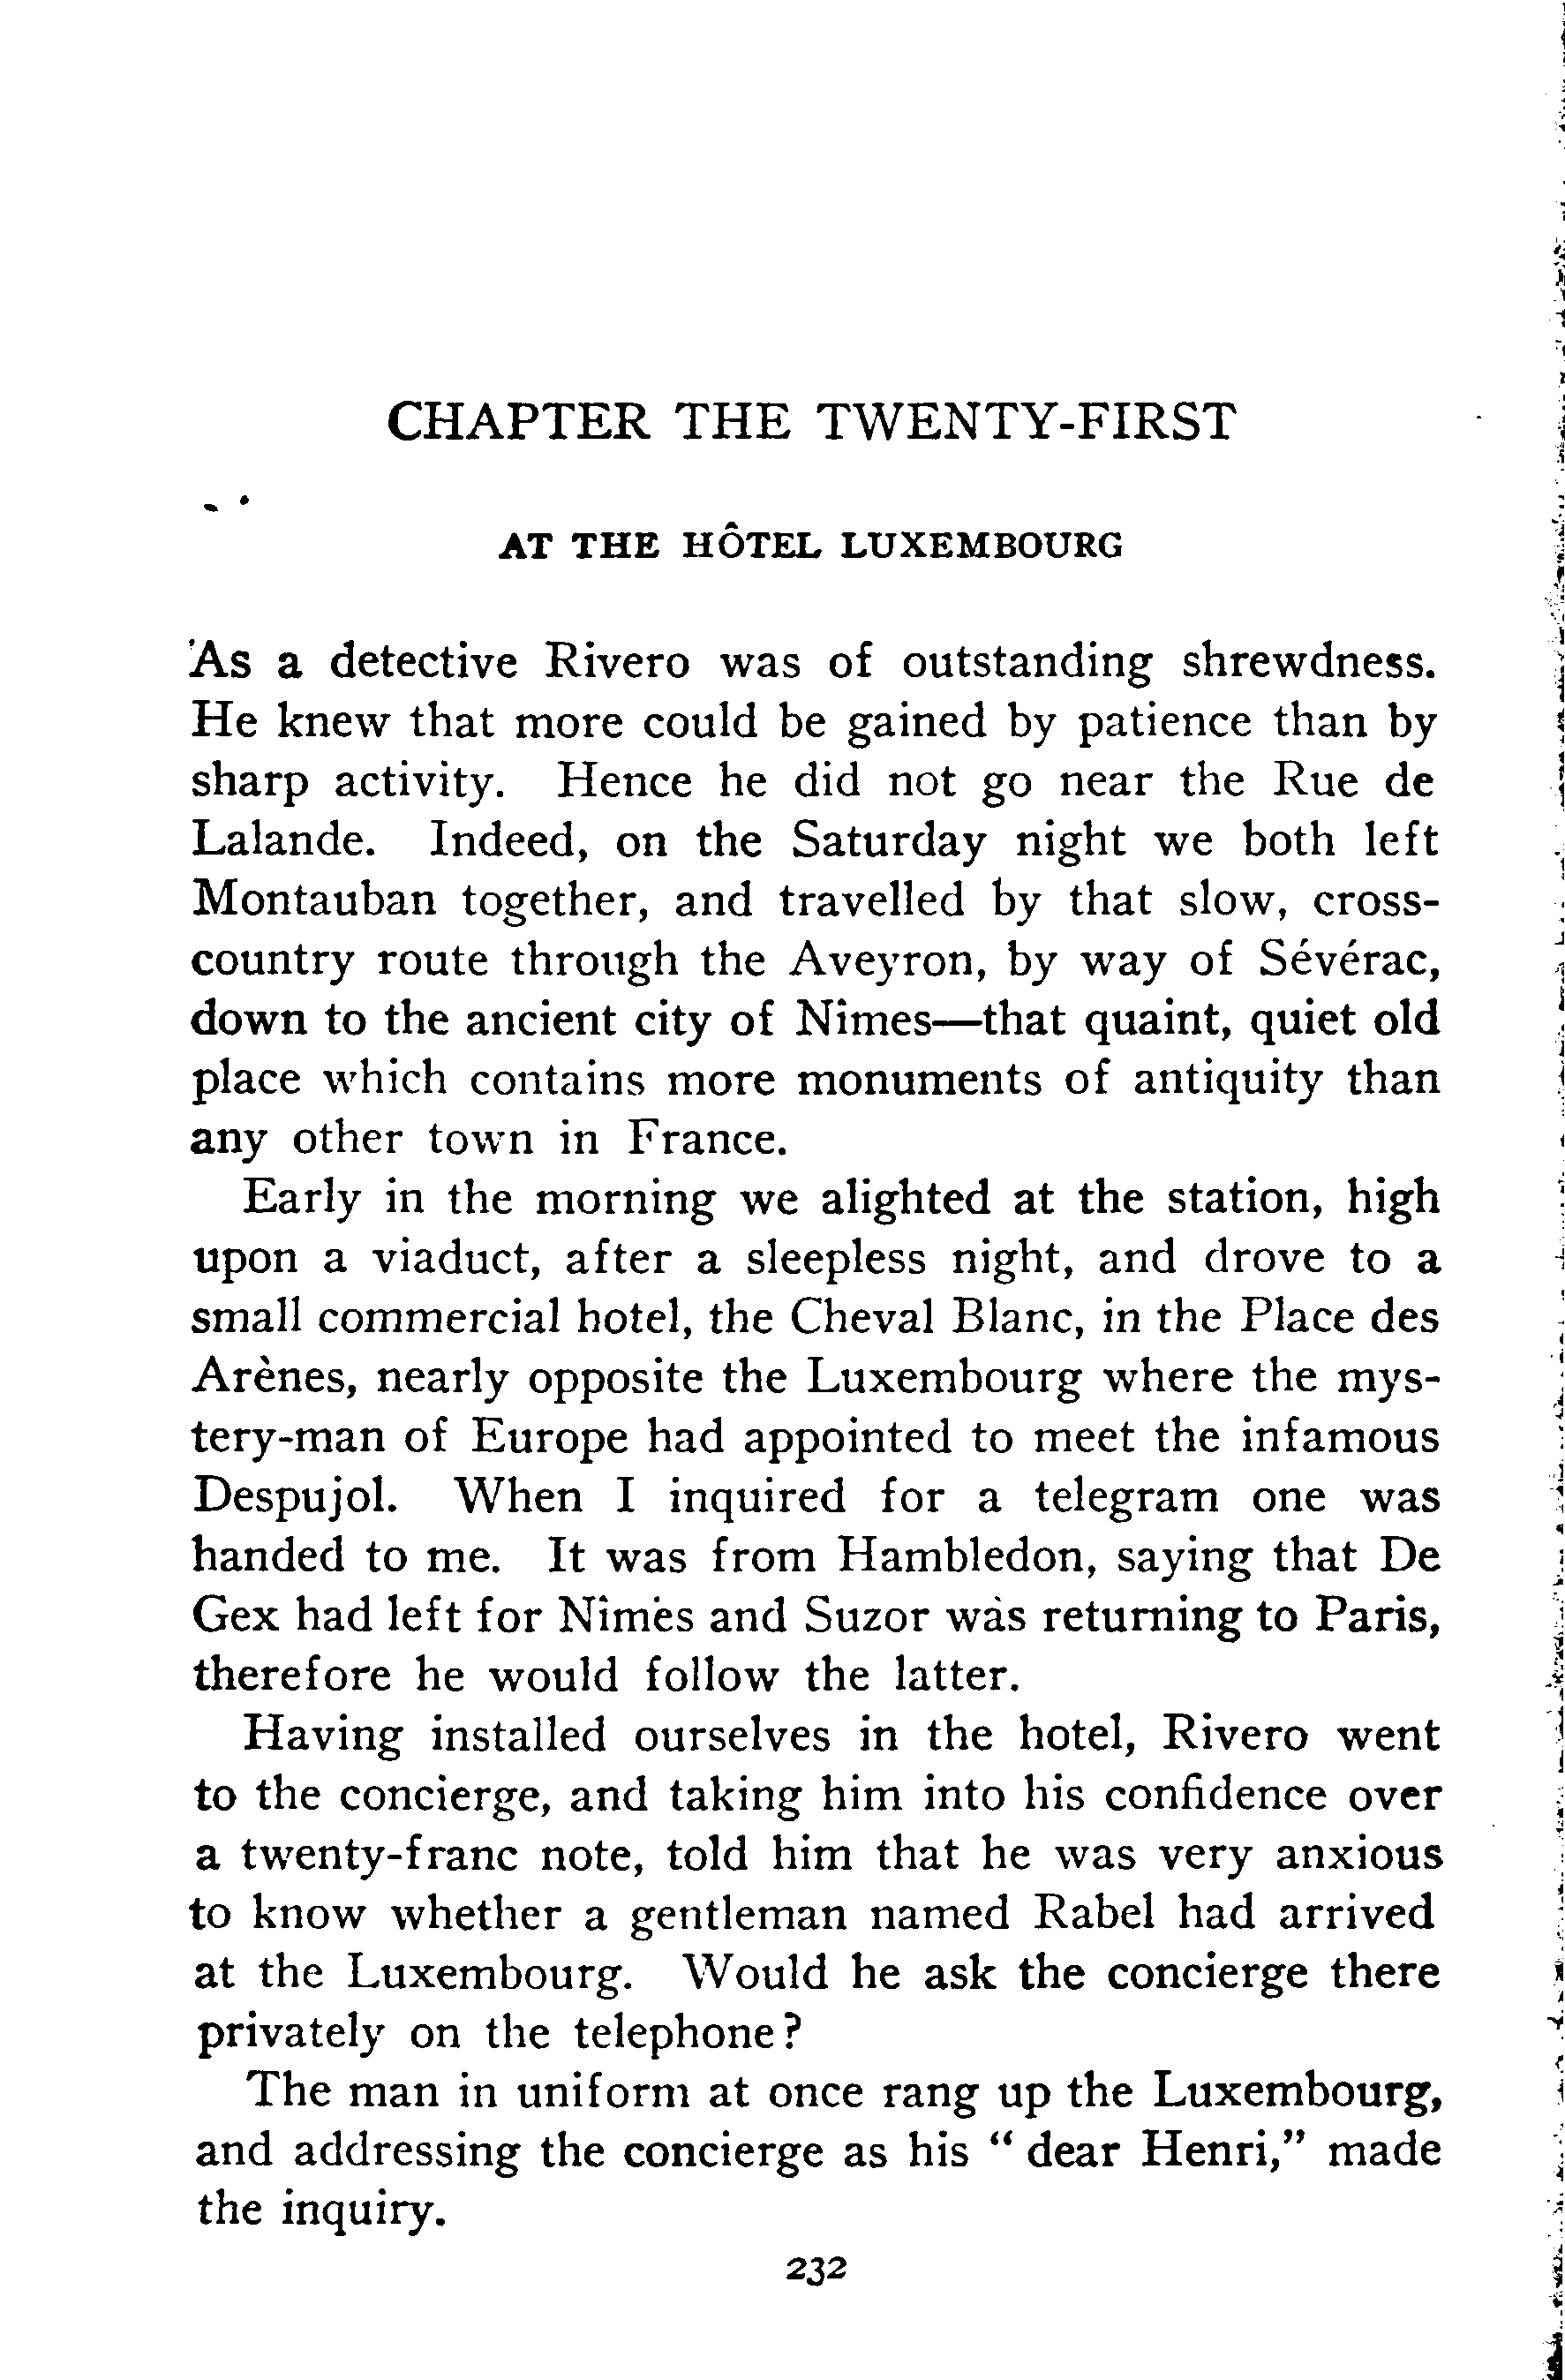 CHAPTER THE TWENTY-FIRST
AT THE HÔTEL LUXEMBOURG
As a detective Rivero was of outstanding shrewdness.
He knew that more could be gained by patience than by
sharp activity. Hence he did not go near the Rue de
Lalande. Indeed, on the Saturday night we both left
Montauban together, and travelled by that slow, cross-
country route through the Aveyron, by way of Sévérac,
down to the ancient city of Nîmes—that quaint, quiet old
place which contains more monuments of antiquity than
any other town in France.
Early in the morning we alighted at the station, high
upon a viaduct, after a sleepless night, and drove to a
small commercial hotel, the Cheval Blanc, in the Place des
Arènes, nearly opposite the Luxembourg where the mys-
tery-man of Europe had appointed to meet the infamous
Despujol. When I inquired for a telegram one was
handed to me. It was from Hambledon, saying that De
Gex had left for Nîmes and Suzor was returning to Paris,
therefore he would follow the latter.
Having installed ourselves in the hotel, Rivero went
to the concierge, and taking him into his confidence over
a twenty-franc note, told him that he was very anxious
to know whether a gentleman named Rabel had arrived
at the Luxembourg. Would he ask the concierge there
privately on the telephone?
The man in uniform at once rang up the Luxembourg,
and addressing the concierge as his “ dear Henri,” made
the inquiry.
232